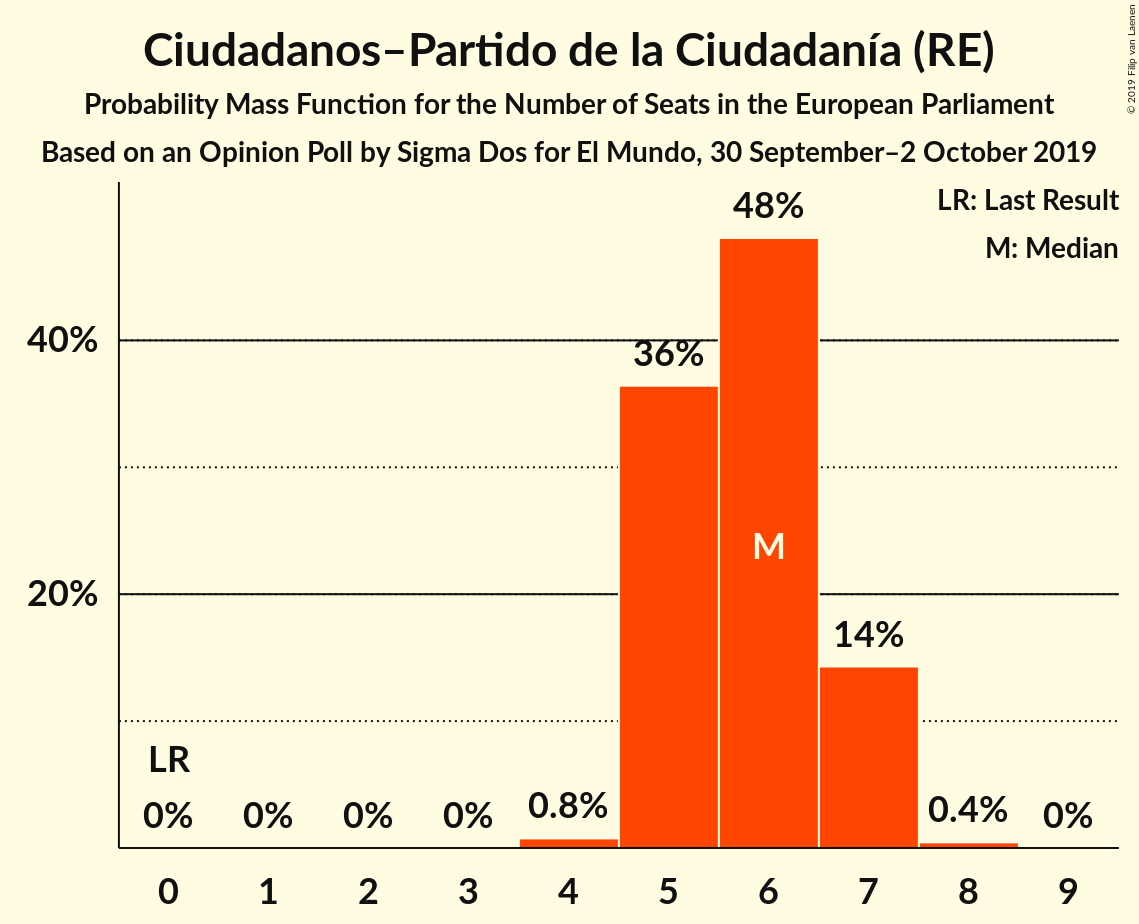 Ciudadanos–Partido de la Ciudadanía (RE)
Probability Mass Function for the Number of Seats in the European Parliament
Based on an Opinion Poll by Sigma Dos for El Mundo, 30 September–2 October 2019
© 2019 Filip van Laenen
LR: Last Result
M: Median
48%
40%
36%
M
20%
14%
LR
0%
0%
0%
0%
0.8%
0.4%
0%
0 1 2 3 4 5 6 7 8 9